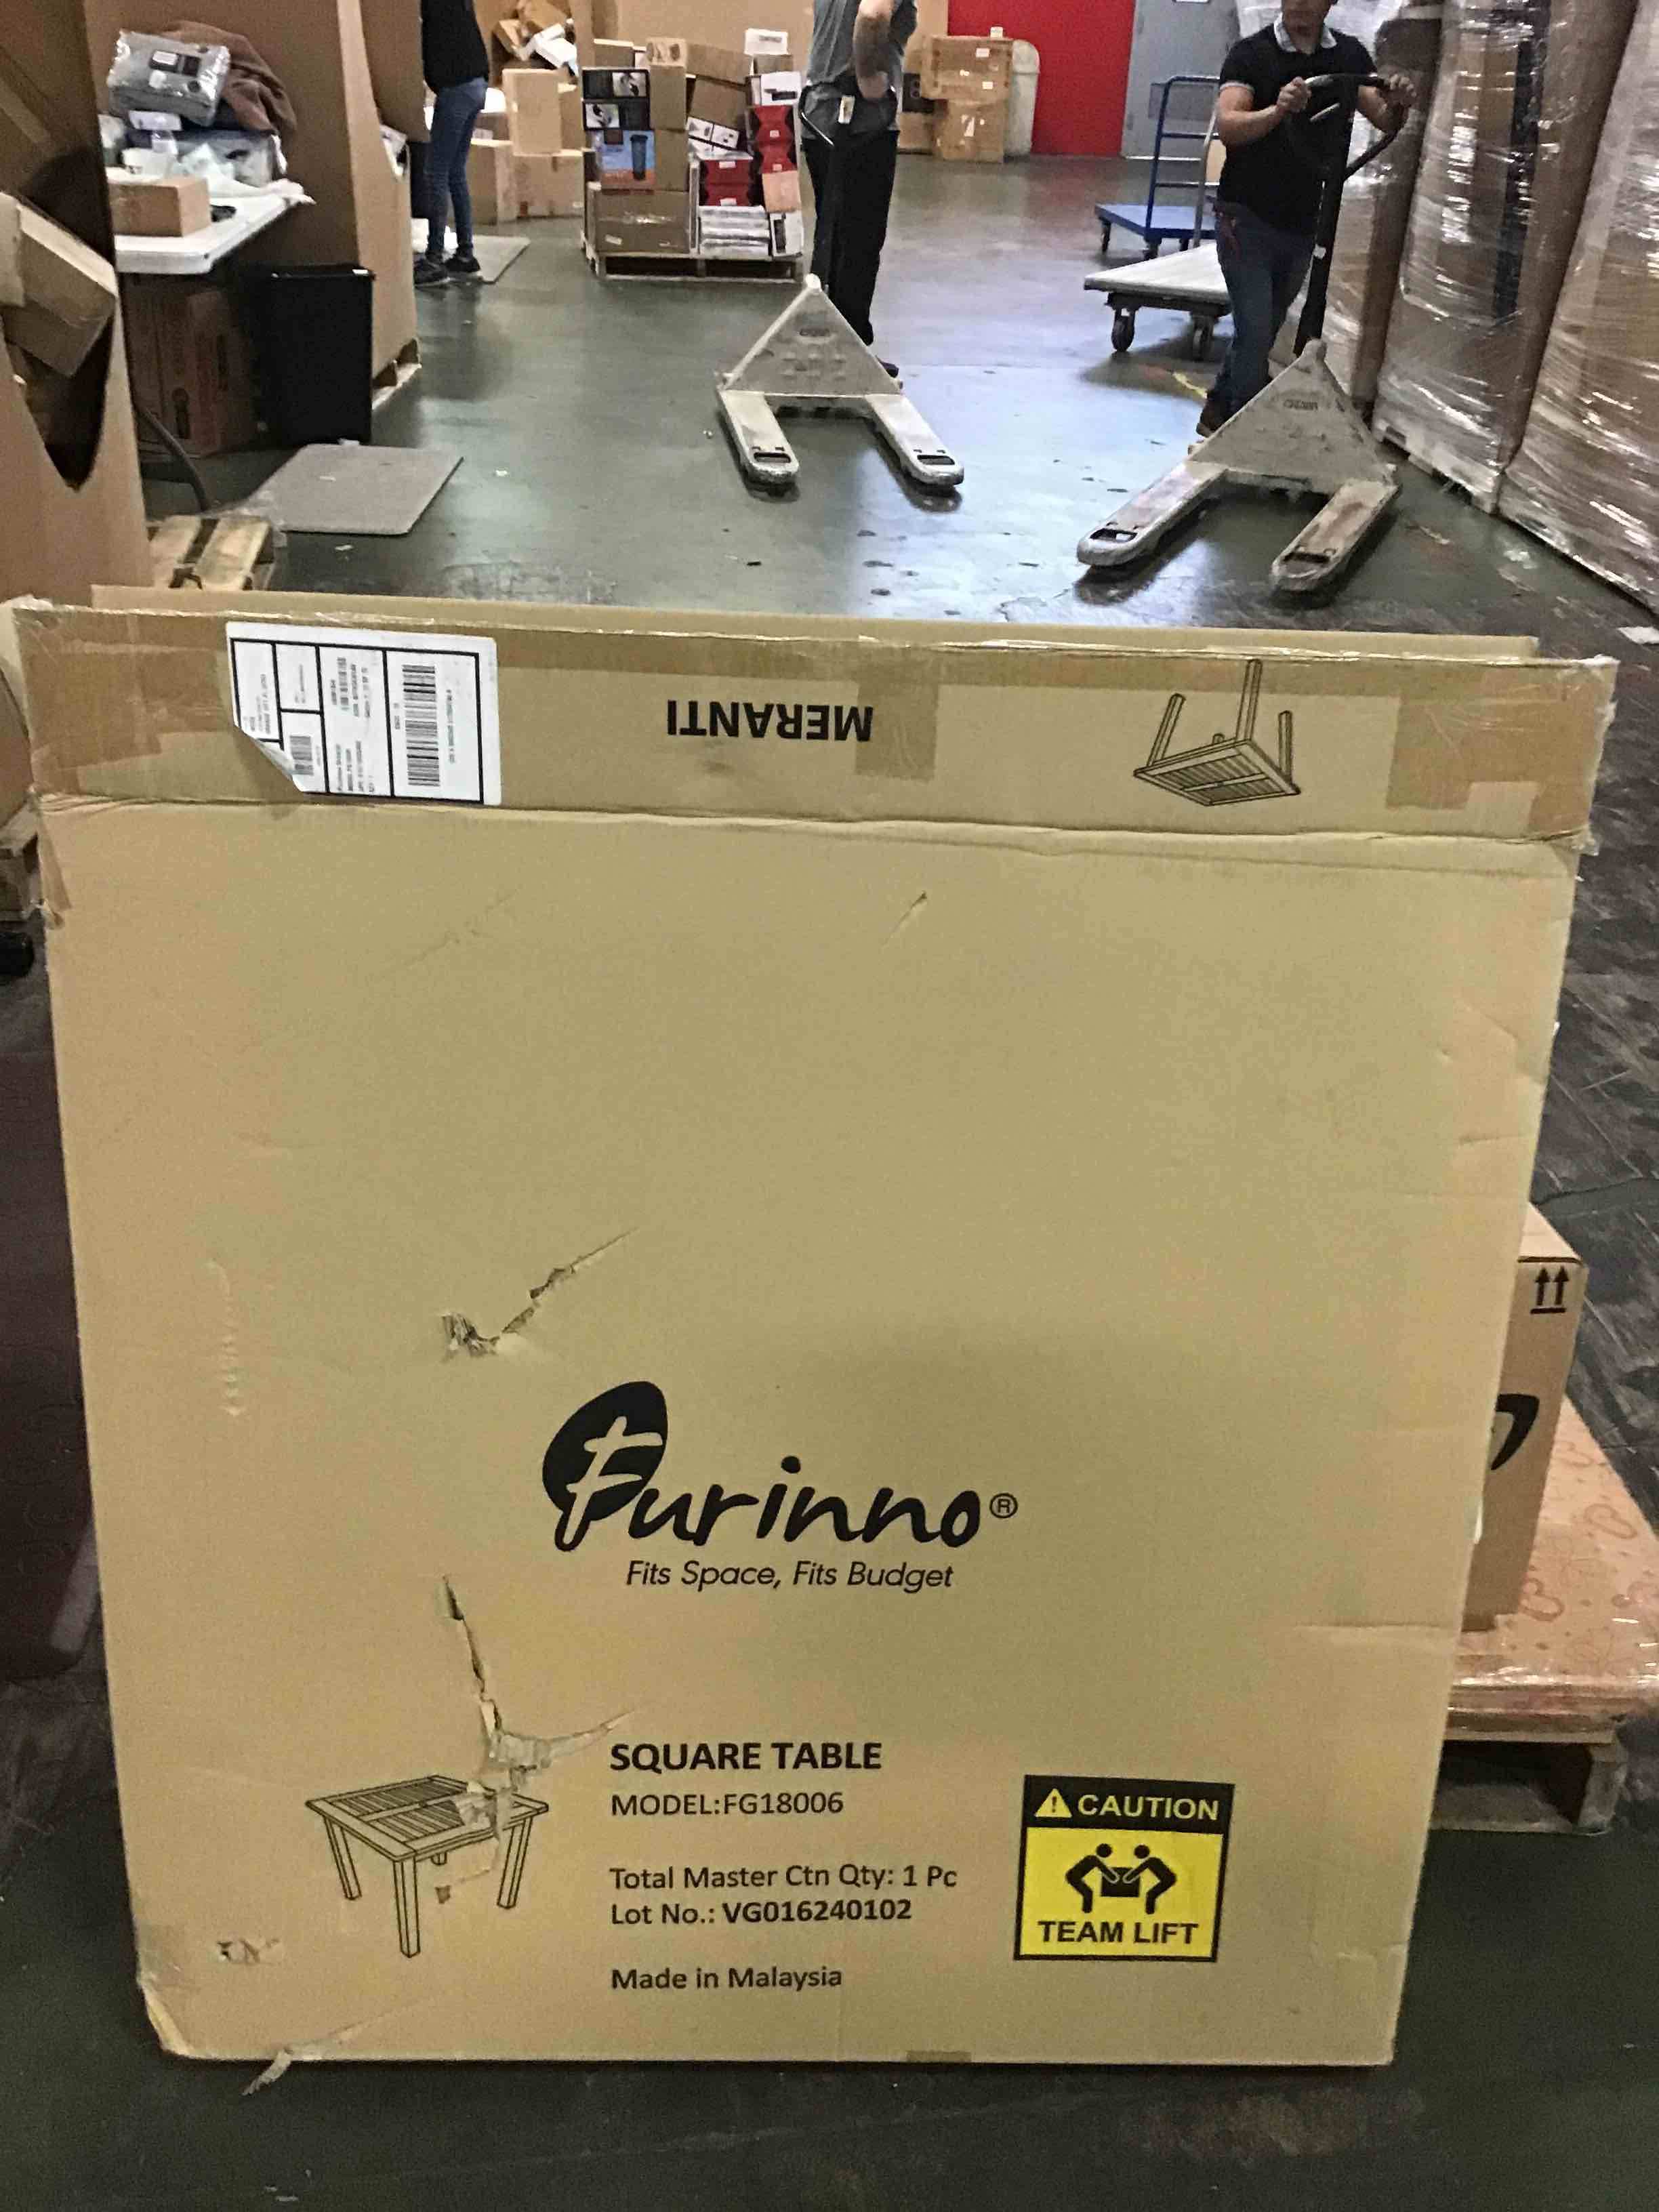 MERANTI
Furinno®
Fits Space, Fits Budget
SQUARE TABLE
MODEL:FG18006
Total Master Ctn Qty: 1 Pc
Lot No.: VG016240102
Made in Malaysia
CAUTION
TEAM LIFT